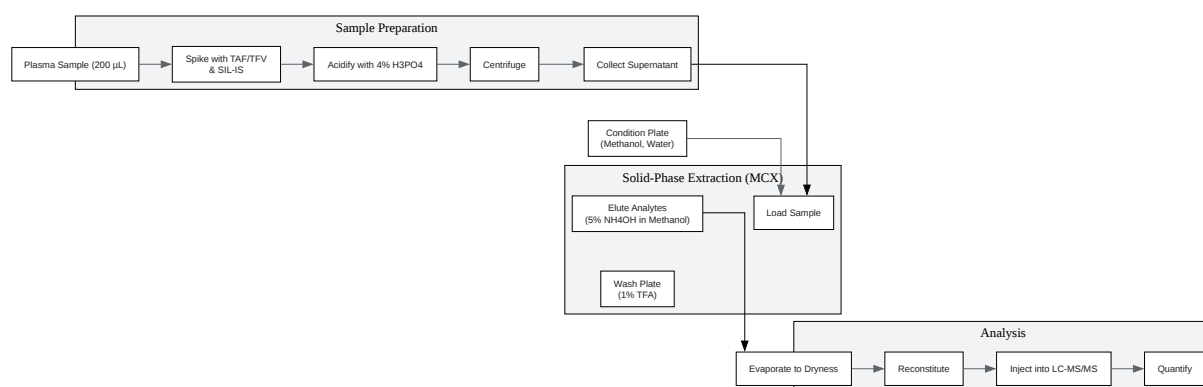 Sample Preparation
Plasma Sample (200 µL)
Spike with TAF/TFV
& SIL-IS
Acidify with 4% H3PO4
Centrifuge
Collect Supernatant
Condition Plate
(Methanol, Water)
Solid-Phase Extraction (MCX)
Elute Analytes
(5% NH4OH in Methanol)
Load Sample
Wash Plate
(1% TFA)
Analysis
Evaporate to Dryness
Reconstitute
Inject into LC-MS/MS
Quantify